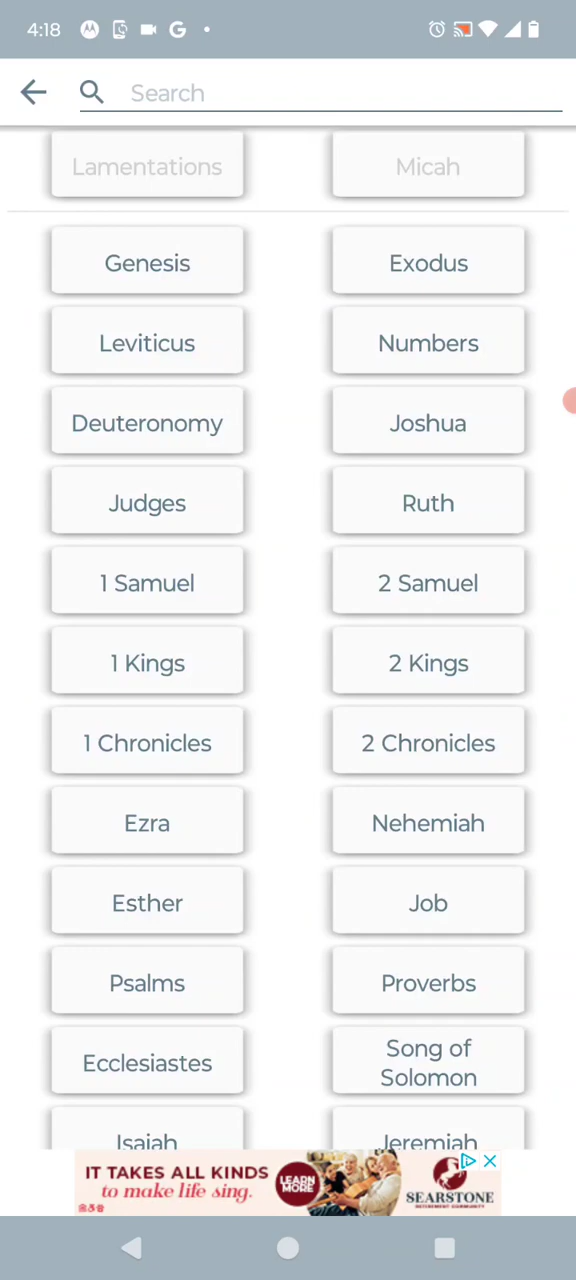 4:18
Search
Lamentations
Micah
Genesis
Exodus
Leviticus
Numbers
Deuteronomy
Joshua
Judges
Ruth
1 Samuel
2 Samuel
1 Kings
2 Kings
1 Chronicles
2 Chronicles
Ezra
Nehemiah
Esther
Job
Psalms
Proverbs
Ecclesiastes
Song of
Solomon
Isaiah
Jeremiah
IT TAKES ALL KINDS
to make life sing.
LEARN
MORE
SEARSTONE
RETIREMENT COMMUNITY